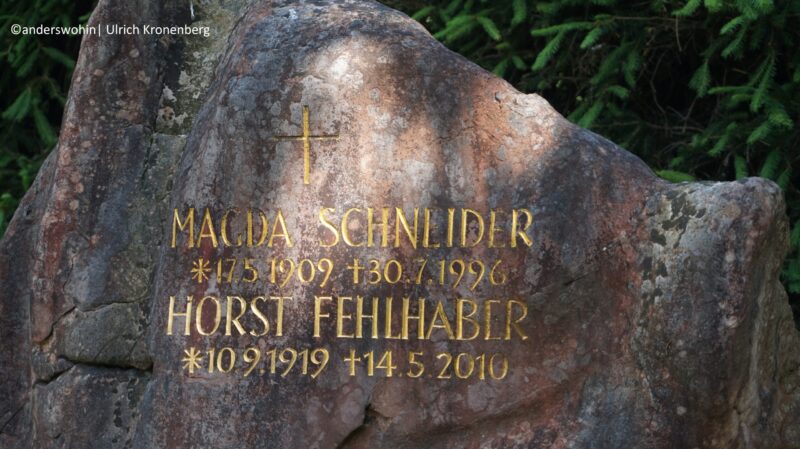 ©anderswohin| Ulrich Kronenberg
MAGDA SCHNEIDER
*17.5.1909 †30.7.1996
HORST FEHLHABER
*10.9.1919 †14.5.2010